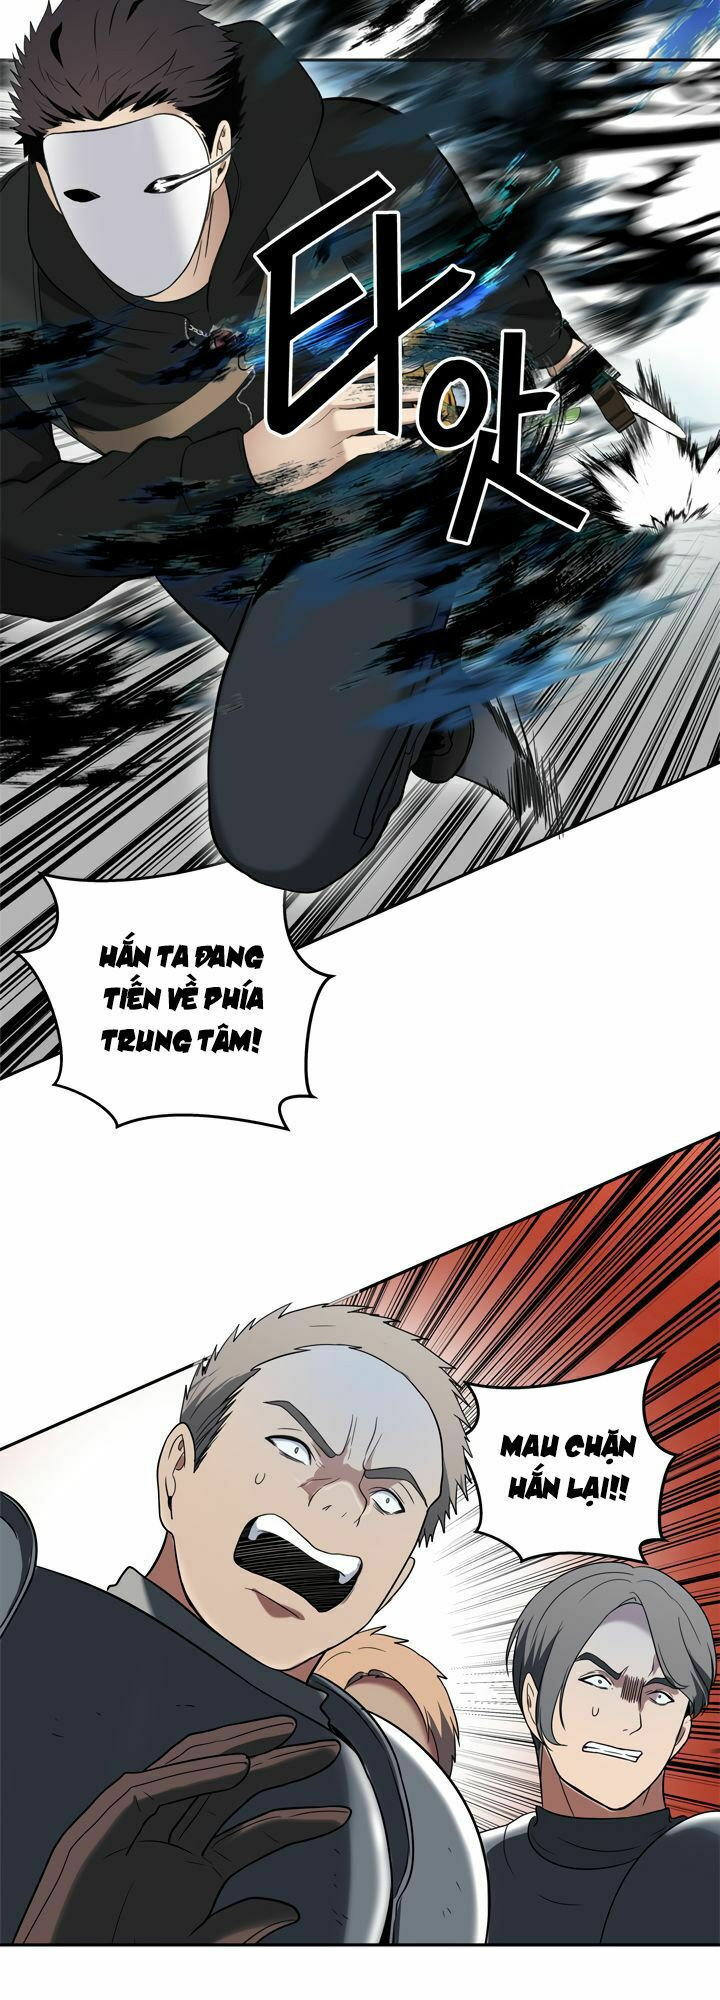 타앗
HẮN TA ĐANG
TIẾN VỀ PHÍA
TRUNG TÂM!
MAU CHẶN
HẮN LẠI!!